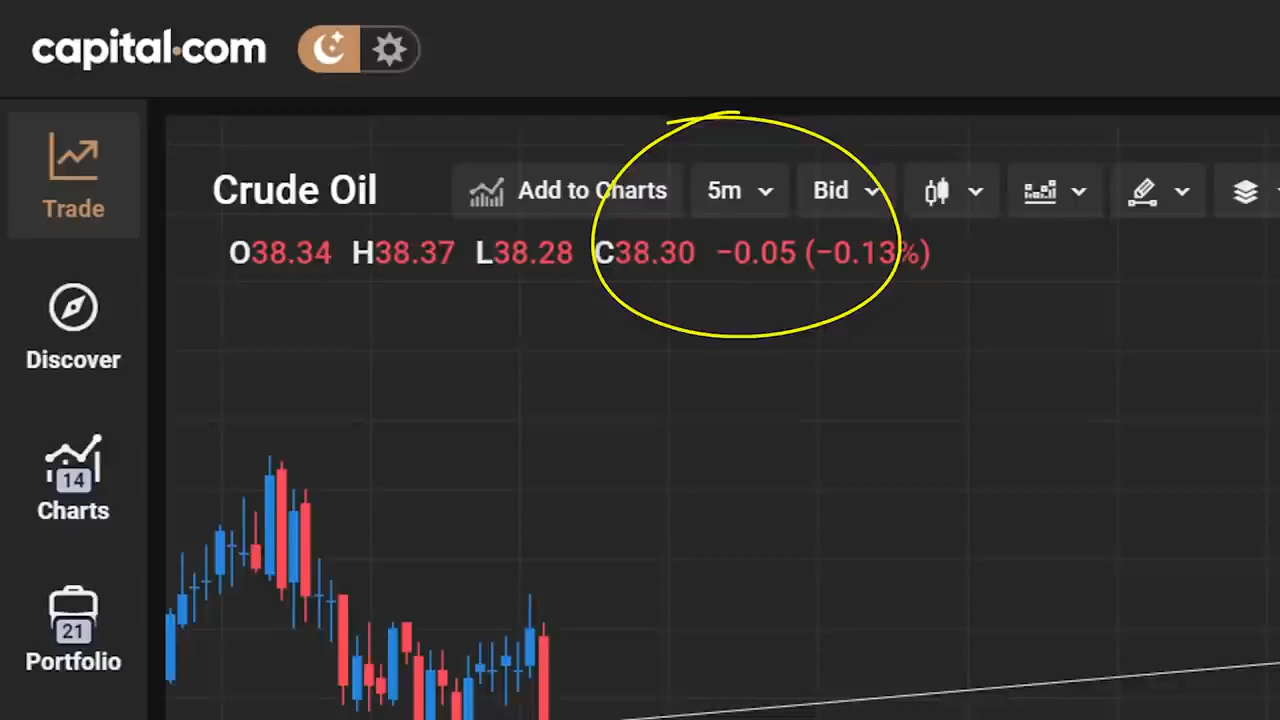 capital.com
Trade
Crude Oil
Add to Charts
5m
Bid
O38.34 H38.37 L38.28 C38.30 −0.05 (−0.13%)
Discover
14
Charts
21
Portfolio